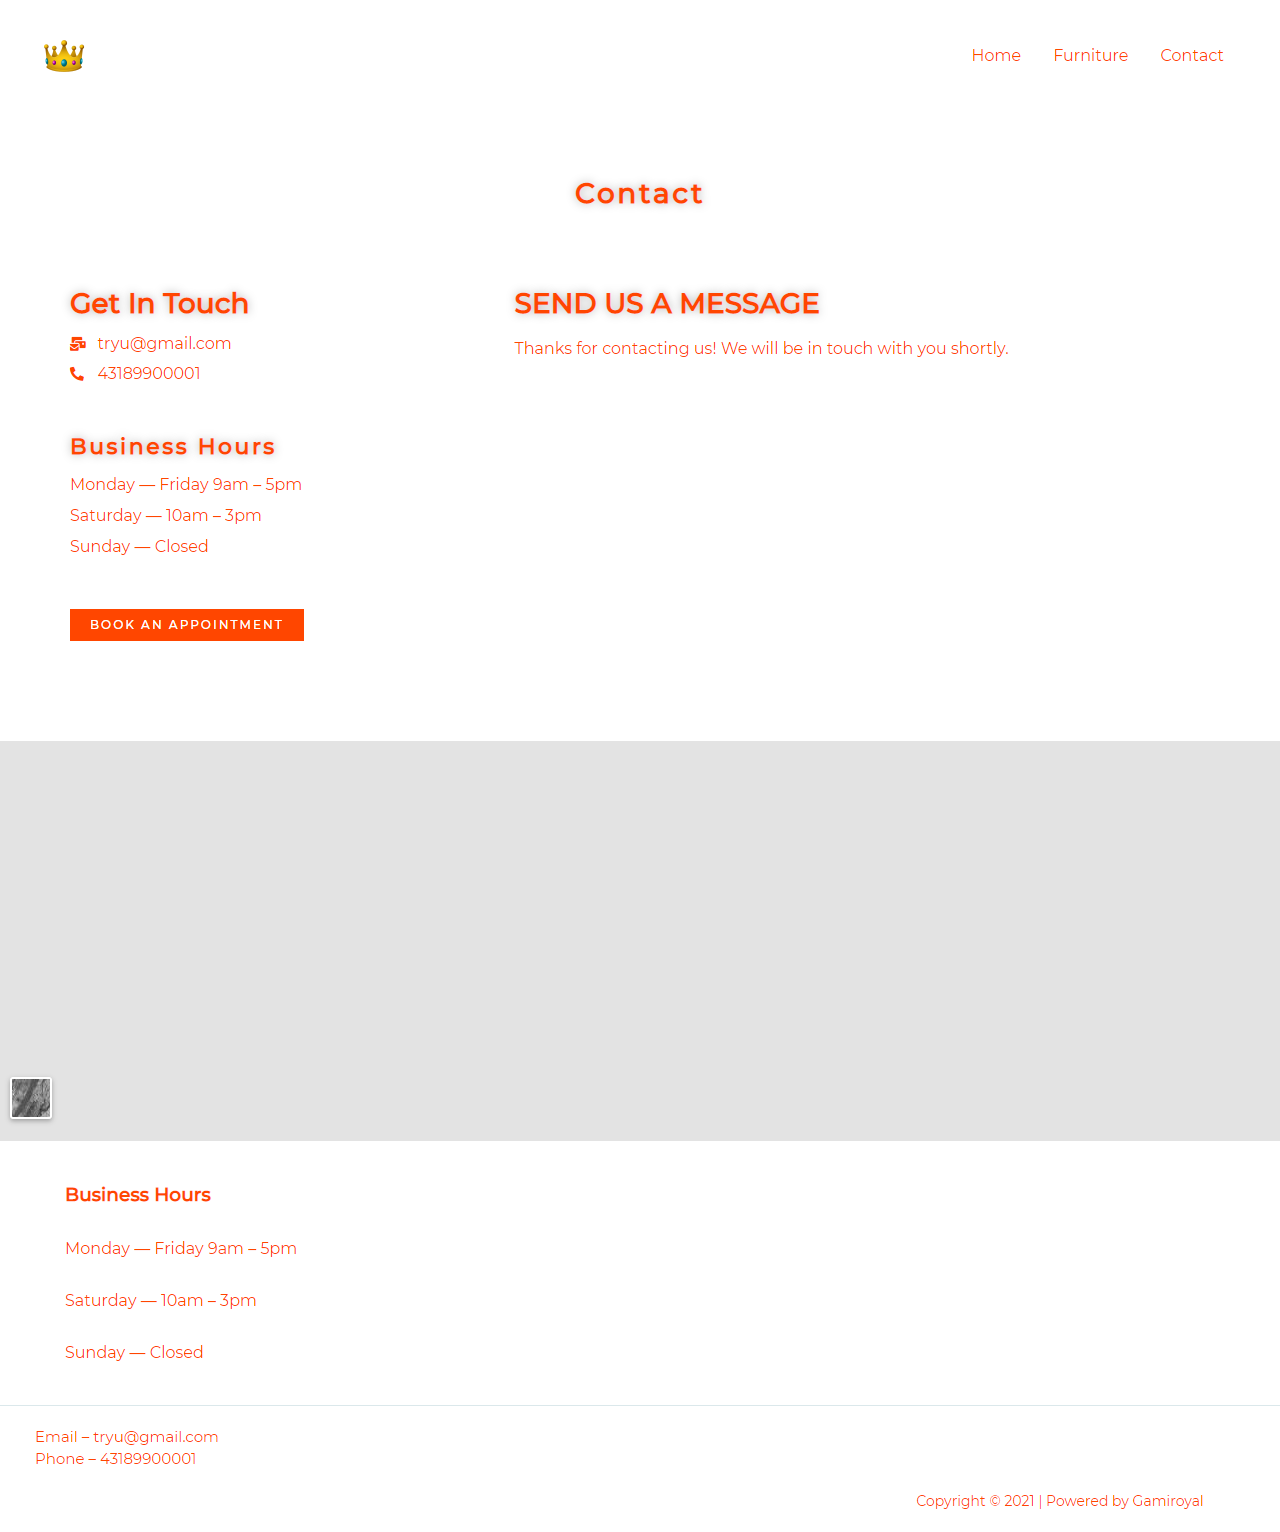 Home Furniture Contact
Contact
Get In Touch
tryu@gmail.com
43189900001
Business Hours
Monday — Friday 9am – 5pm
Saturday — 10am – 3pm
Sunday — Closed
BOOK AN APPOINTMENT
SEND US A MESSAGE
Thanks for contacting us! We will be in touch with you shortly.
Business Hours
Monday — Friday 9am – 5pm
Saturday — 10am – 3pm
Sunday — Closed
Email – tryu@gmail.com
Phone – 43189900001
Copyright © 2021 | Powered by Gamiroyal